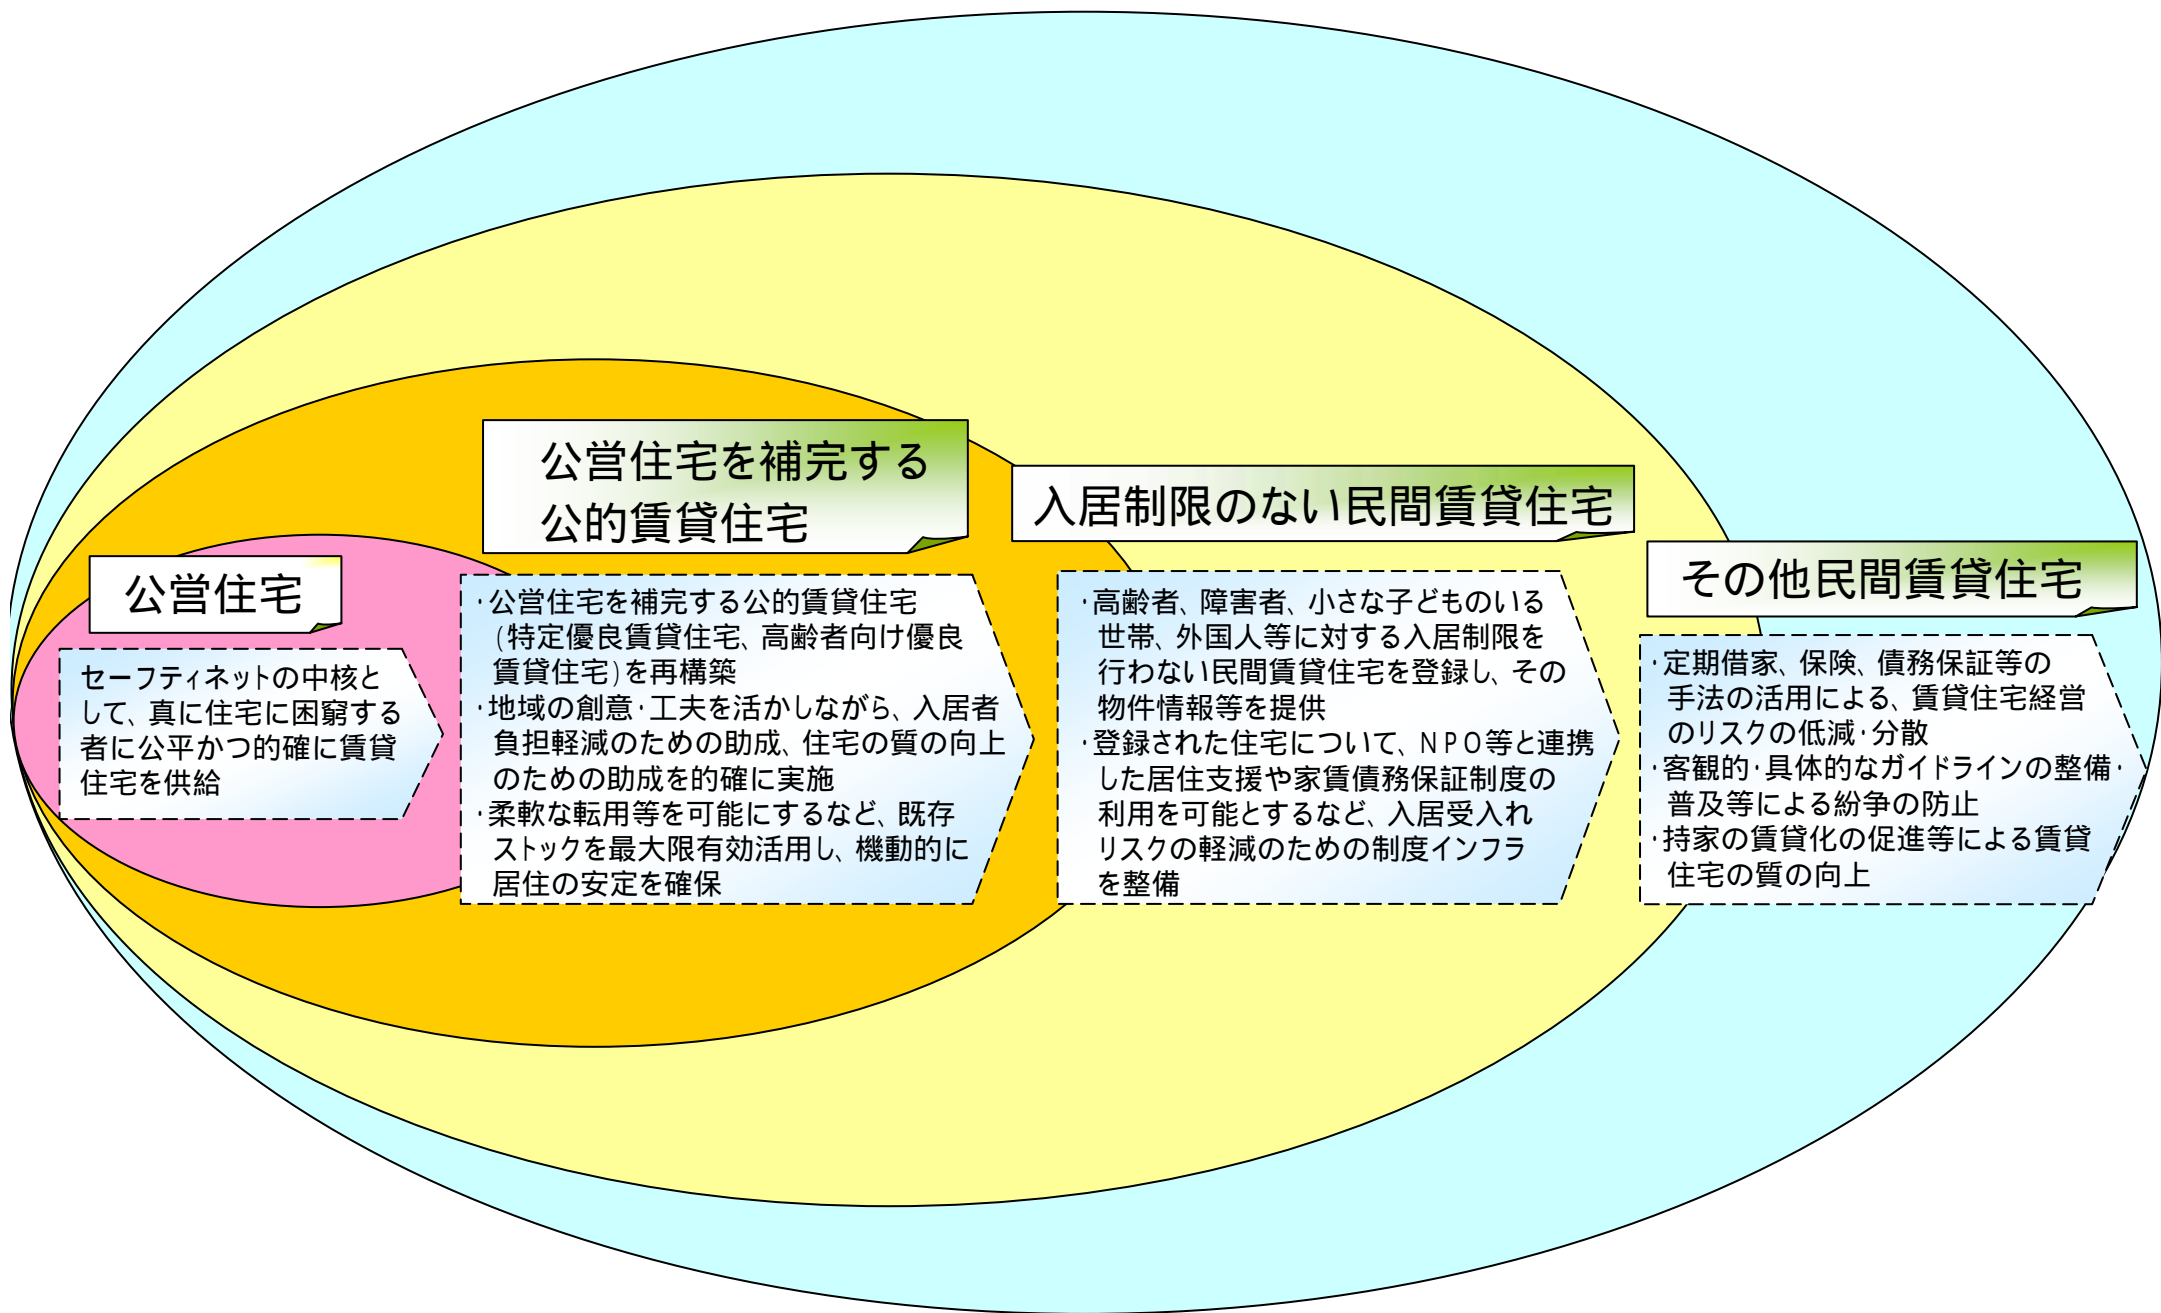 公営住宅
セーフティネットの中核と
して、真に住宅に困窮する
者に公平かつ的確に賃貸
住宅を供給
公営住宅を補完する
公的賃貸住宅
・公営住宅を補完する公的賃貸住宅
(特定優良賃貸住宅、高齢者向け優良
賃貸住宅)を再構築
・地域の創意・工夫を活かしながら、入居者
負担軽減のための助成、住宅の質の向上
のための助成を的確に実施
・柔軟な転用等を可能にするなど、既存
ストックを最大限有効活用し、機動的に
居住の安定を確保
入居制限のない民間賃貸住宅
・高齢者、障害者、小さな子どものいる
世帯、外国人等に対する入居制限を
行わない民間賃貸住宅を登録し、その
物件情報等を提供
・登録された住宅について、NPO等と連携
した居住支援や家賃債務保証制度の
利用を可能とするなど、入居受入れ
リスクの軽減のための制度インフラ
を整備
その他民間賃貸住宅
・定期借家、保険、債務保証等の
手法の活用による、賃貸住宅経営
のリスクの低減・分散
・客観的・具体的なガイドラインの整備・
普及等による紛争の防止
・持家の賃貸化の促進等による賃貸
住宅の質の向上